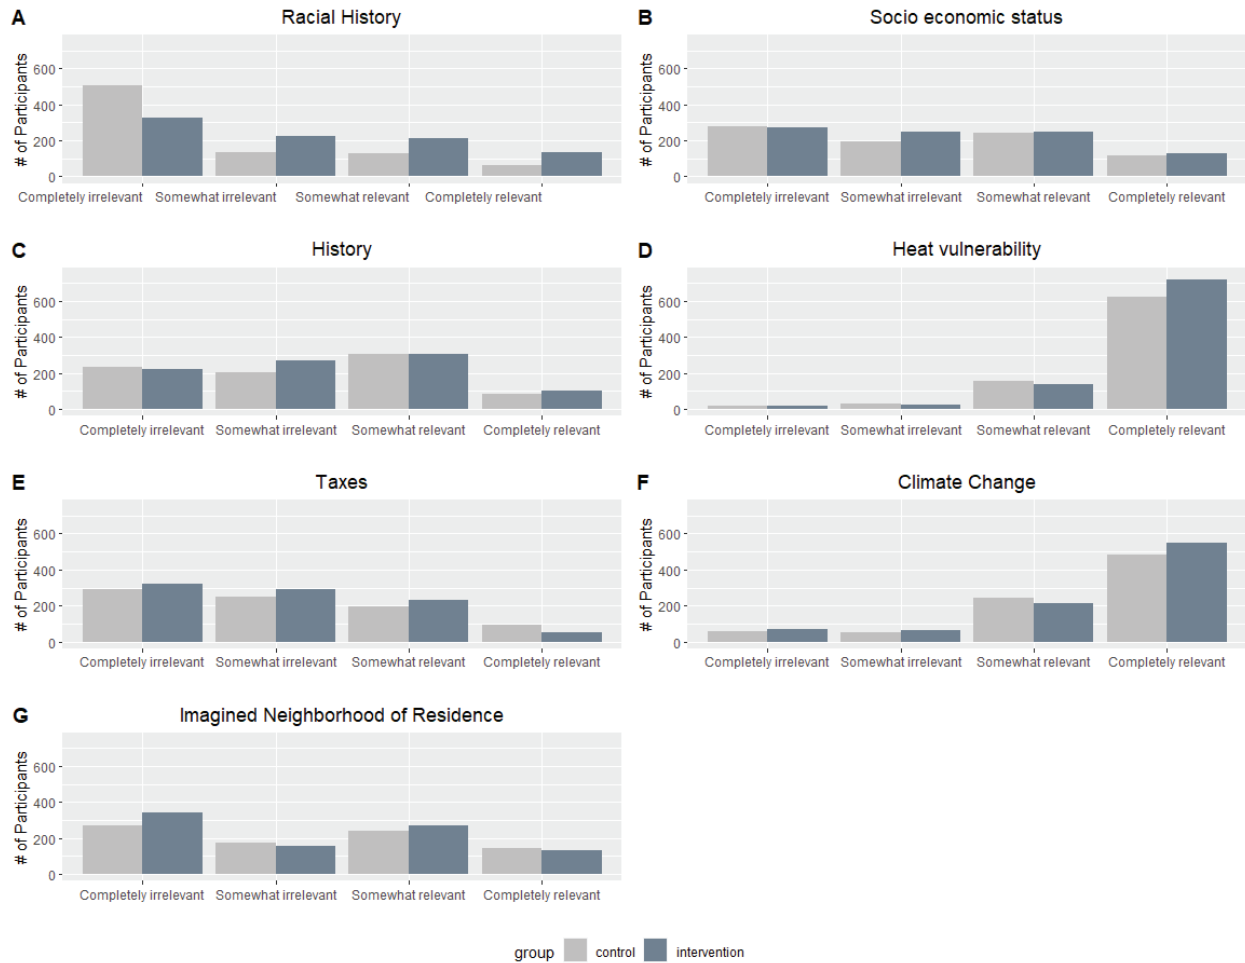 A Racial History
# of Participants
600
400
200
0
Completely irrelevant Somewhat irrelevant Somewhat relevant Completely relevant
B Socio economic status
# of Participants
600
400
200
0
Completely irrelevant Somewhat irrelevant Somewhat relevant Completely relevant
C History
# of Participants
600
400
200
0
Completely irrelevant Somewhat irrelevant Somewhat relevant Completely relevant
D Heat vulnerability
# of Participants
600
400
200
0
Completely irrelevant Somewhat irrelevant Somewhat relevant Completely relevant
E Taxes
# of Participants
600
400
200
0
Completely irrelevant Somewhat irrelevant Somewhat relevant Completely relevant
F Climate Change
# of Participants
600
400
200
0
Completely irrelevant Somewhat irrelevant Somewhat relevant Completely relevant
G Imagined Neighborhood of Residence
# of Participants
600
400
200
0
Completely irrelevant Somewhat irrelevant Somewhat relevant Completely relevant
group control intervention